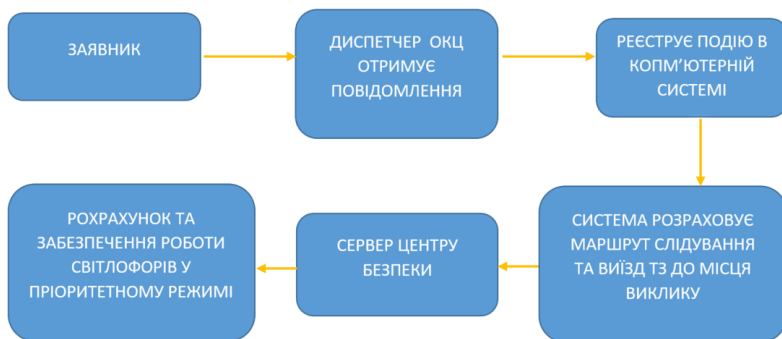 ЗАЯВНИК
ДИСПЕТЧЕР ОКЦ
ОТРИМУЄ
ПОВІДОМЛЕННЯ
РЕЄСТРУЄ ПОДІЮ В
КОПМ’ЮТЕРНІЙ
СИСТЕМІ
СИСТЕМА РОЗРАХОВУЄ
МАРШРУТ СЛІДУВАННЯ
ТА ВИЇЗД ТЗ ДО МІСЦЯ
ВИКЛИКУ
СЕРВЕР ЦЕНТРУ
БЕЗПЕКИ
РОХРАХУНОК ТА
ЗАБЕЗПЕЧЕННЯ РОБОТИ
СВІТЛОФОРІВ У
ПРІОРИТЕТНОМУ РЕЖИМІ